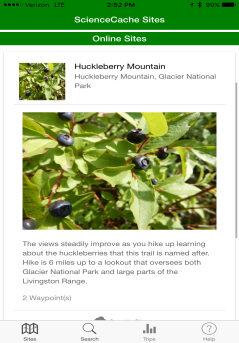 Verizon LTE 2:52 PM 99%
ScienceCache Sites
Online Sites
Huckleberry Mountain
Huckleberry Mountain, Glacier National
Park
The views steadily improve as you hike up learning
about the huckleberries that this trail is named after.
Hike is 6 miles up to a lookout that oversees both
Glacier National Park and large parts of the
Livingston Range.
2 Waypoint(s)
Sites Search Trips Help